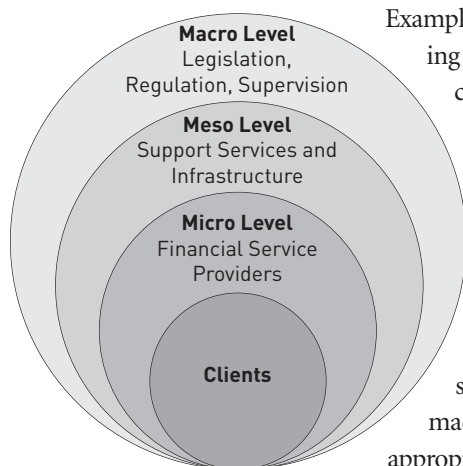 Macro Level
Legislation,
Regulation, Supervision
Meso Level
Support Services and
Infrastructure
Micro Level
Financial Service
Providers
Clients
Exampl
ing
c
s
mac
approp